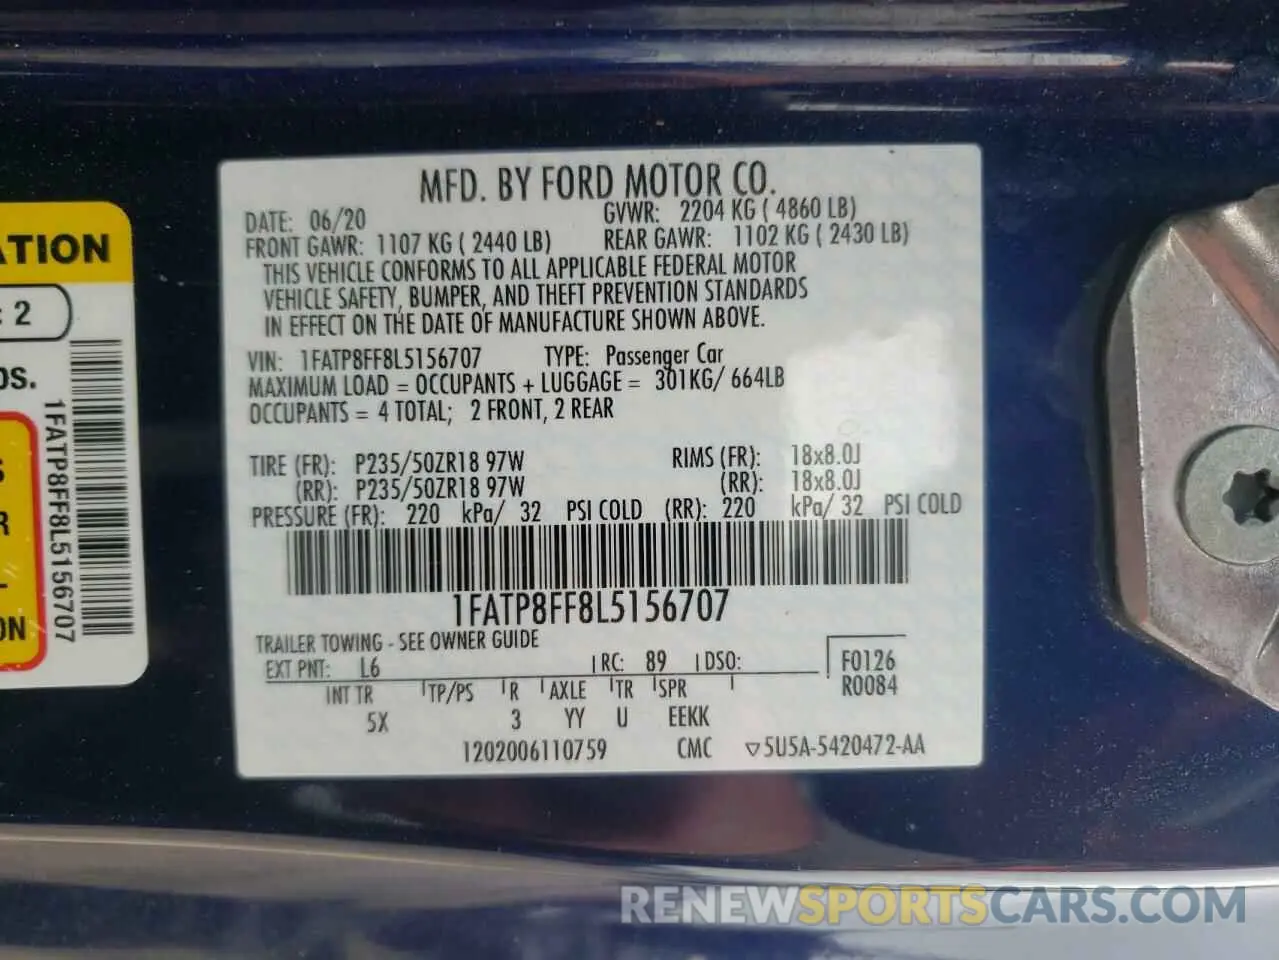 MFD. BY FORD MOTOR CO.
DATE: 06/20 GVWR: 2204 KG ( 4860 LB)
FRONT GAWR: 1107 KG ( 2440 LB) REAR GAWR: 1102 KG ( 2430 LB)
THIS VEHICLE CONFORMS TO ALL APPLICABLE FEDERAL MOTOR
VEHICLE SAFETY, BUMPER, AND THEFT PREVENTION STANDARDS
IN EFFECT ON THE DATE OF MANUFACTURE SHOWN ABOVE.
VIN: 1FATP8FF8L5156707 TYPE: Passenger Car
MAXIMUM LOAD = OCCUPANTS + LUGGAGE = 301KG/ 664LB
OCCUPANTS = 4 TOTAL; 2 FRONT, 2 REAR
TIRE (FR): P235/50ZR18 97W RIMS (FR): 18x8.0J
(RR): P235/50ZR18 97W (RR): 18x8.0J
PRESSURE (FR): 220 kPa/ 32 PSI COLD (RR): 220 kPa/ 32 PSI COLD
1FATP8FF8L5156707
TRAILER TOWING - SEE OWNER GUIDE
EXT PNT: L6 RC: 89 DSO: F0126
R0084
INT TR TP/PS R AXLE TR SPR
5X 3 YY U EEKK
1202006110759 CMC ▽5U5A-5420472-AA
ATION
: 2
OS.
1FATP8FF8L5156707
S
R
L
ON
RENEWSPORTSCARS.COM